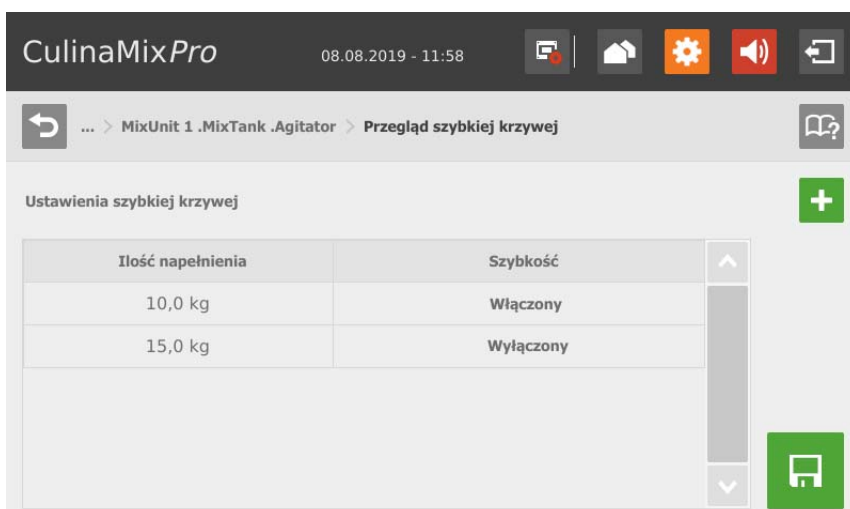 CulinaMixPro 08.08.2019 - 11:58
... > MixUnit 1 .MixTank .Agitator > Przegląd szybkiej krzywej
Ustawienia szybkiej krzywej
Ilość napełnienia Szybkość
10,0 kg Włączony
15,0 kg Wyłączony